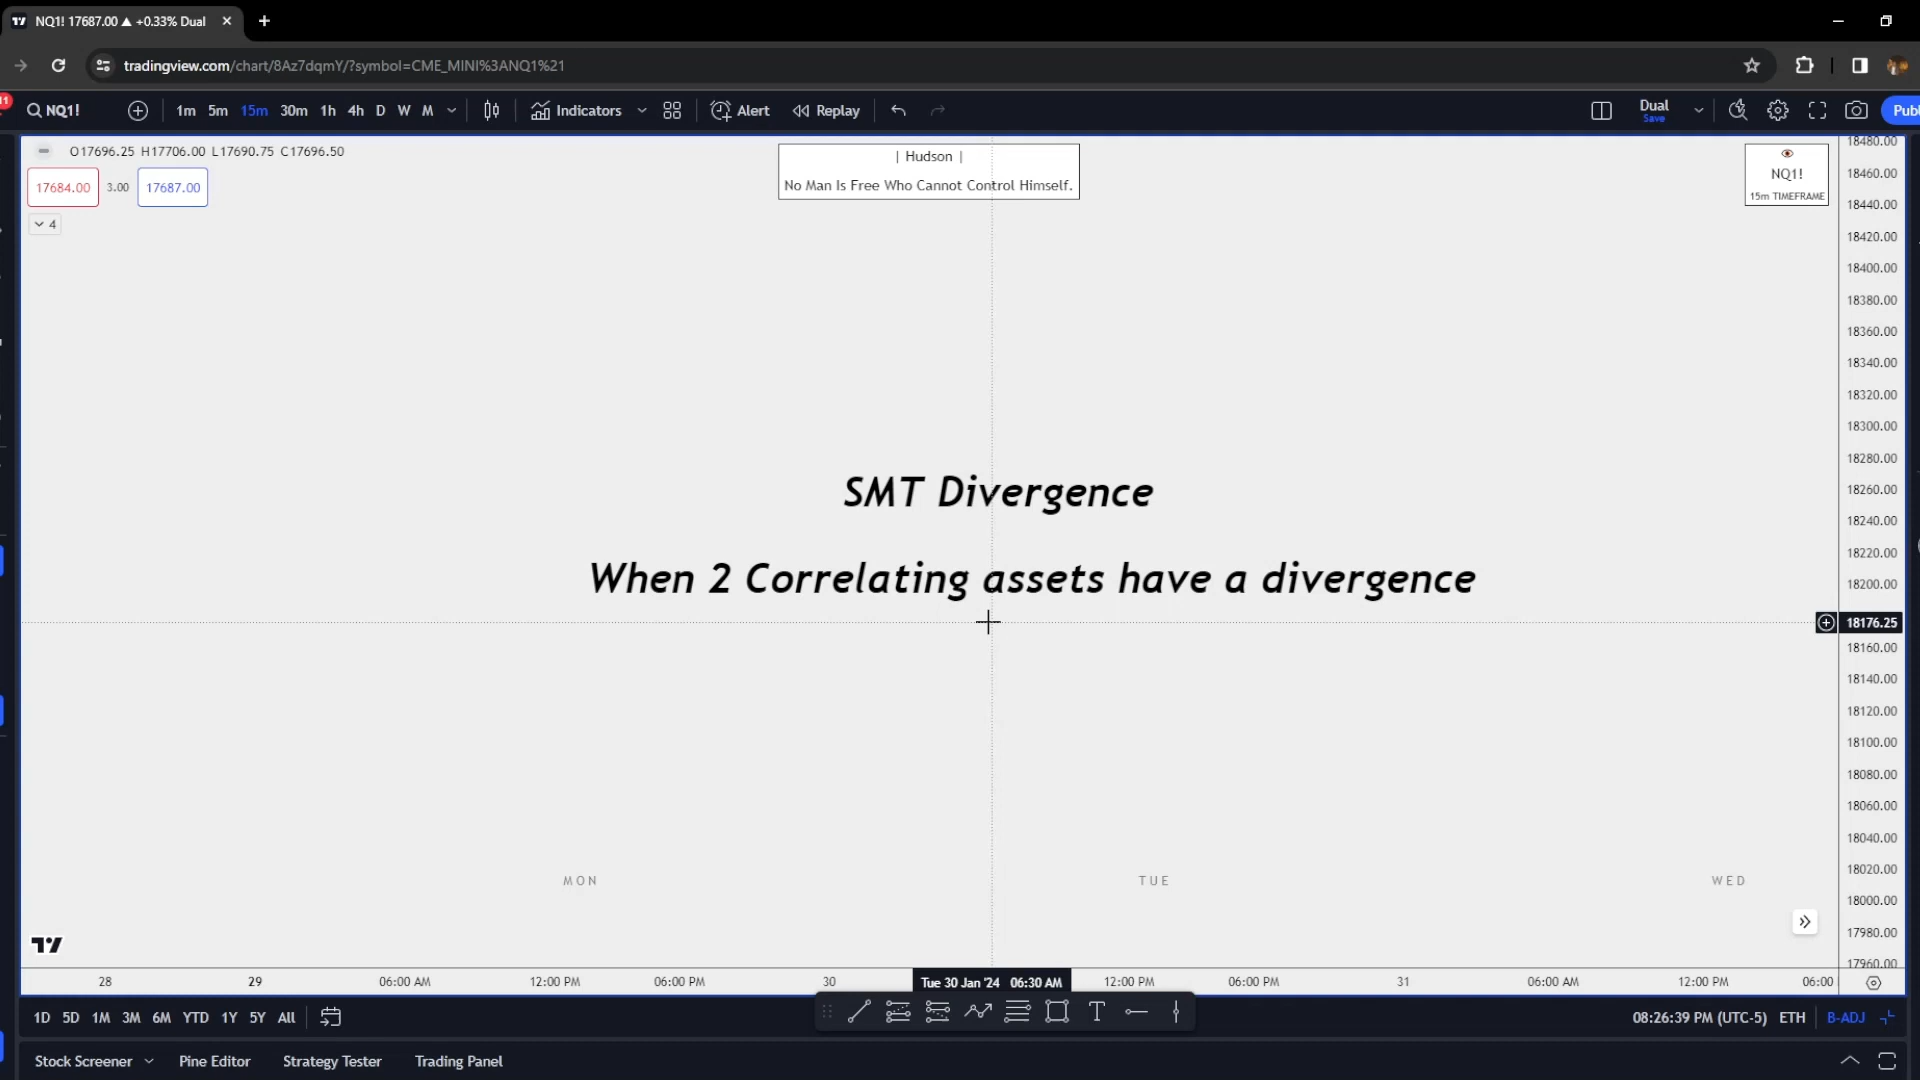 NQ1! 17687.00 ▲ +0.33% Dual
tradingview.com/chart/8Az7dqmY/?symbol=CME_MINI%3ANQ1%21
11
NQ1! 1m 5m 15m 30m 1h 4h D W M Indicators Alert Replay Dual Save Publ
O17696.25 H17706.00 L17690.75 C17696.50
17684.00 3.00 17687.00
4
| Hudson |
No Man Is Free Who Cannot Control Himself.
NQ1!
15m TIMEFRAME
SMT Divergence
When 2 Correlating assets have a divergence
18480.00
18460.00
18440.00
18420.00
18400.00
18380.00
18360.00
18340.00
18320.00
18300.00
18280.00
18260.00
18240.00
18220.00
18200.00
18176.25
18160.00
18140.00
18120.00
18100.00
18080.00
18060.00
18040.00
18020.00
18000.00
17980.00
17960.00
MON TUE WED
28 29 06:00 AM 12:00 PM 06:00 PM 30 Tue 30 Jan '24 06:30 AM 12:00 PM 06:00 PM 31 06:00 AM 12:00 PM 06:00
1D 5D 1M 3M 6M YTD 1Y 5Y All 08:26:39 PM (UTC-5) ETH B-ADJ
Stock Screener Pine Editor Strategy Tester Trading Panel